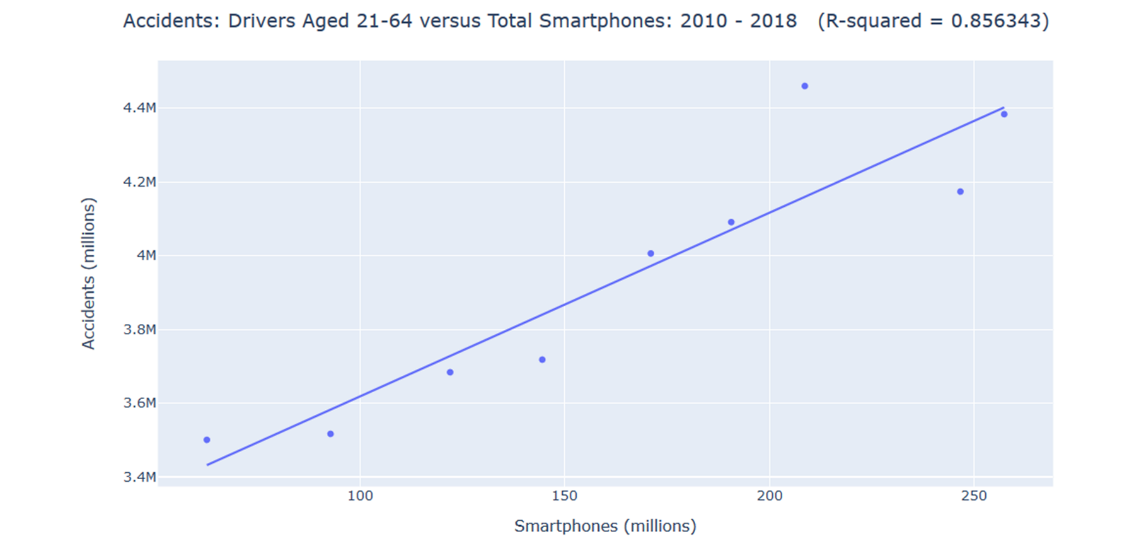 Accidents: Drivers Aged 21-64 versus Total Smartphones: 2010 - 2018 (R-squared = 0.856343)
4.4M
4.2M
4M
3.8M
3.6M
3.4M
Accidents (millions)
100 150 200 250
Smartphones (millions)